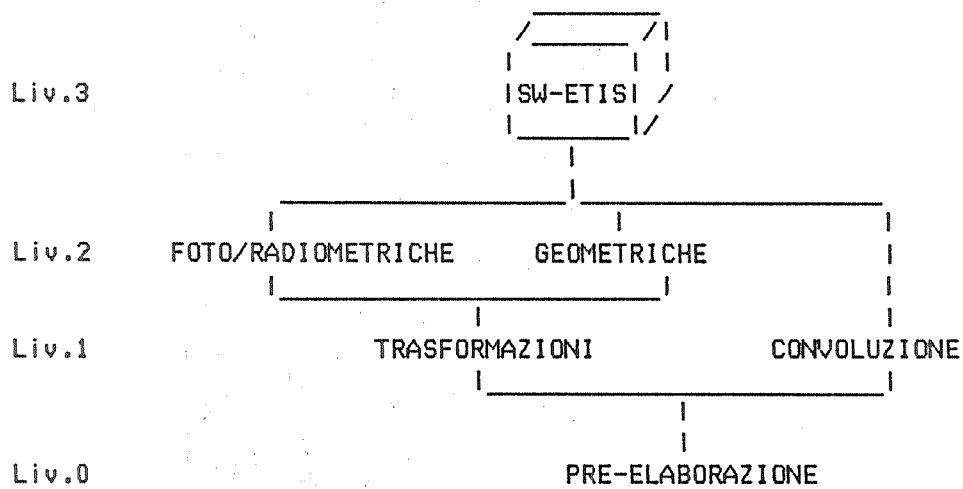 Liv.3 SW-ETIS
Liv.2 FOTO/RADIOMETRICHE GEOMETRICHE
Liv.1 TRASFORMAZIONI CONVOLUZIONE
Liv.0 PRE-ELABORAZIONE